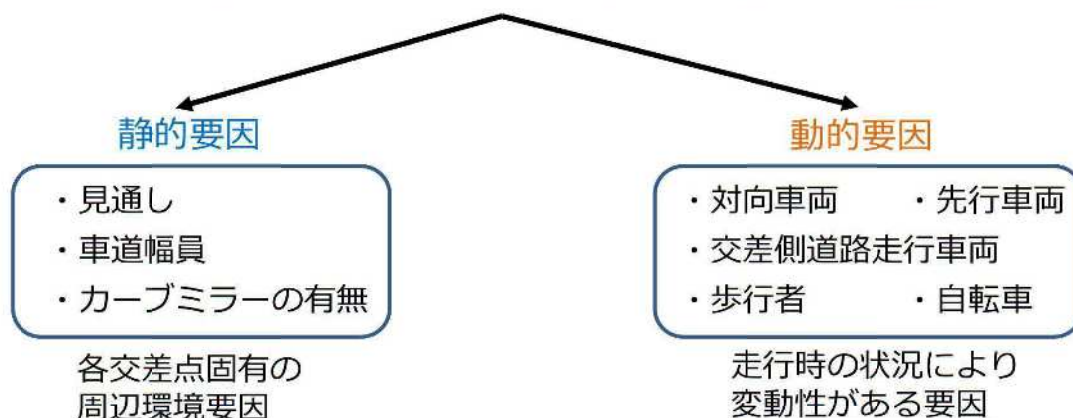 静的要因
・見通し
・車道幅員
・カーブミラーの有無
各交差点固有の
周辺環境要因
動的要因
・対向車両 ・先行車両
・交差側道路走行車両
・歩行者 ・自転車
走行時の状況により
変動性がある要因